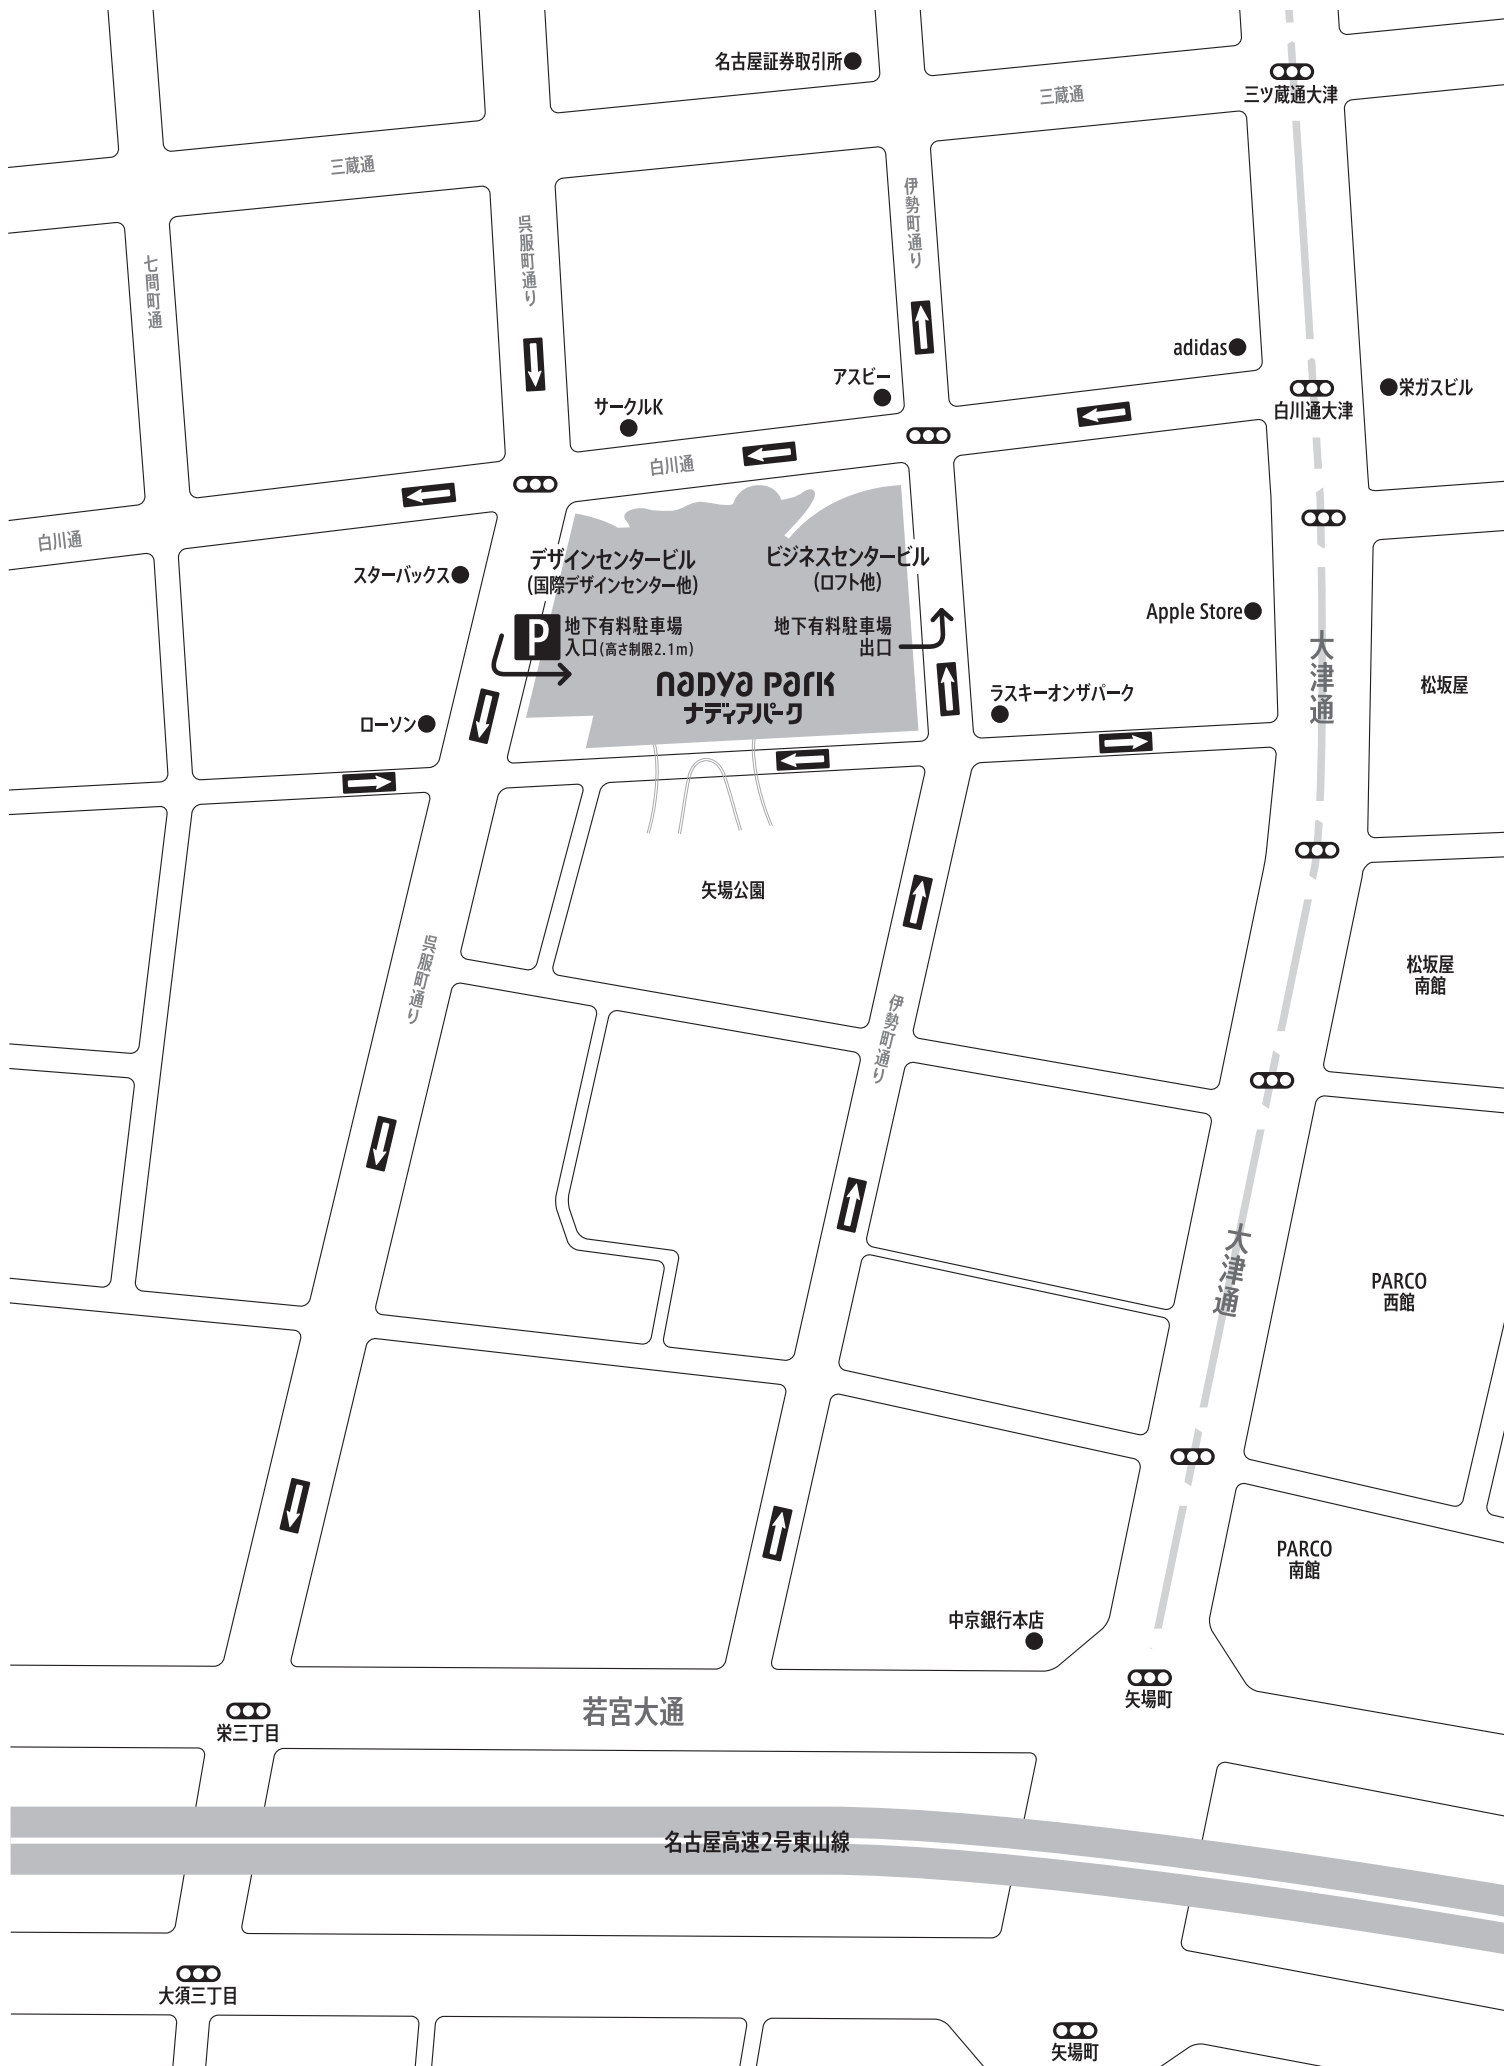 名古屋証券取引所
三蔵通
三ツ蔵通大津
三蔵通
伊勢町通り
呉服町通り
七間町通
adidas
アスビー
栄ガスビル
サークルK
白川通大津
白川通
白川通
デザインセンタービル
(国際デザインセンター他)
ビジネスセンタービル
(ロフト他)
スターバックス
P
地下有料駐車場
入口(高さ制限2.1m)
地下有料駐車場
出口
Apple Store
大津通
松坂屋
NADYA PARK
ナディアパーク
ラスキーオンザパーク
ローソン
矢場公園
呉服町通り
伊勢町通り
松坂屋
南館
大津通
PARCO
西館
PARCO
南館
中京銀行本店
矢場町
若宮大通
栄三丁目
名古屋高速2号東山線
大須三丁目
矢場町